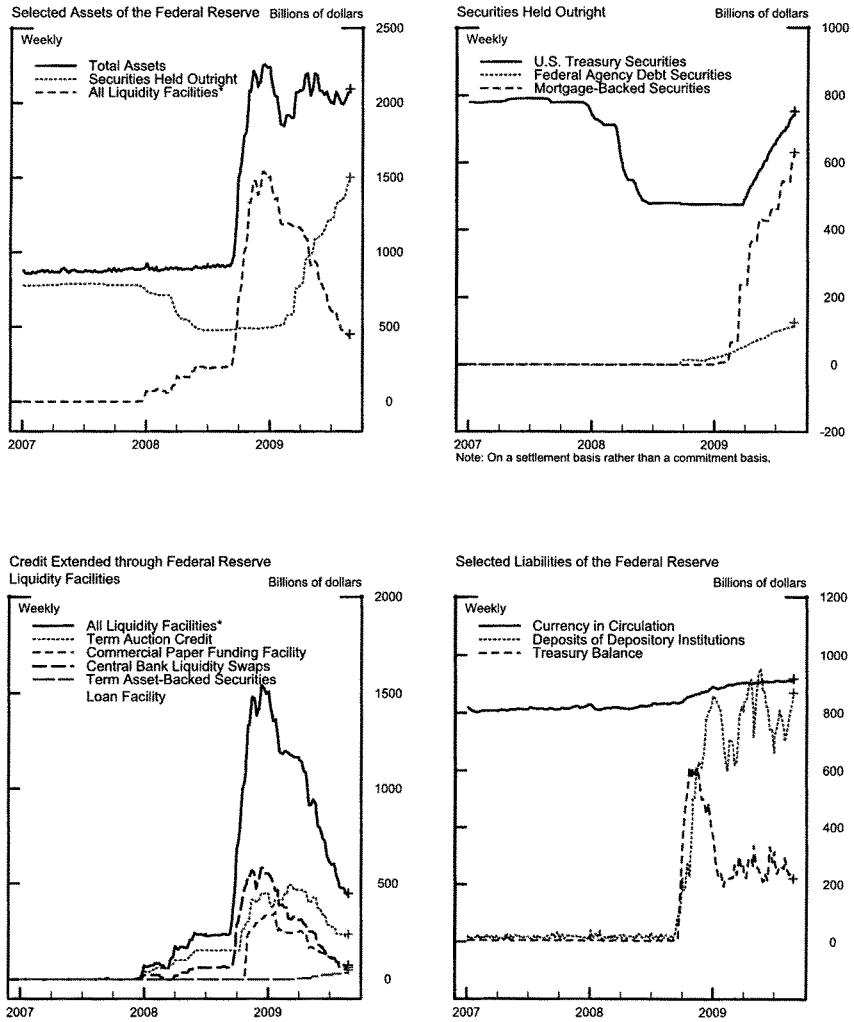 Selected Assets of the Federal Reserve Billions of dollars
Weekly
Total Assets
Securities Held Outright
All Liquidity Facilities*
2500
2000
1500
1000
500
0
2007 2008 2009
Securities Held Outright Billions of dollars
Weekly
U.S. Treasury Securities
Federal Agency Debt Securities
Mortgage-Backed Securities
1000
800
600
400
200
0
-200
2007 2008 2009
Note: On a settlement basis rather than a commitment basis.
Credit Extended through Federal Reserve
Liquidity Facilities Billions of dollars
Weekly
All Liquidity Facilities*
Term Auction Credit
Commercial Paper Funding Facility
Central Bank Liquidity Swaps
Term Asset-Backed Securities
Loan Facility
2000
1500
1000
500
0
2007 2008 2009
Selected Liabilities of the Federal Reserve
Billions of dollars
Weekly
Currency in Circulation
Deposits of Depository Institutions
Treasury Balance
1200
1000
800
600
400
200
0
2007 2008 2009